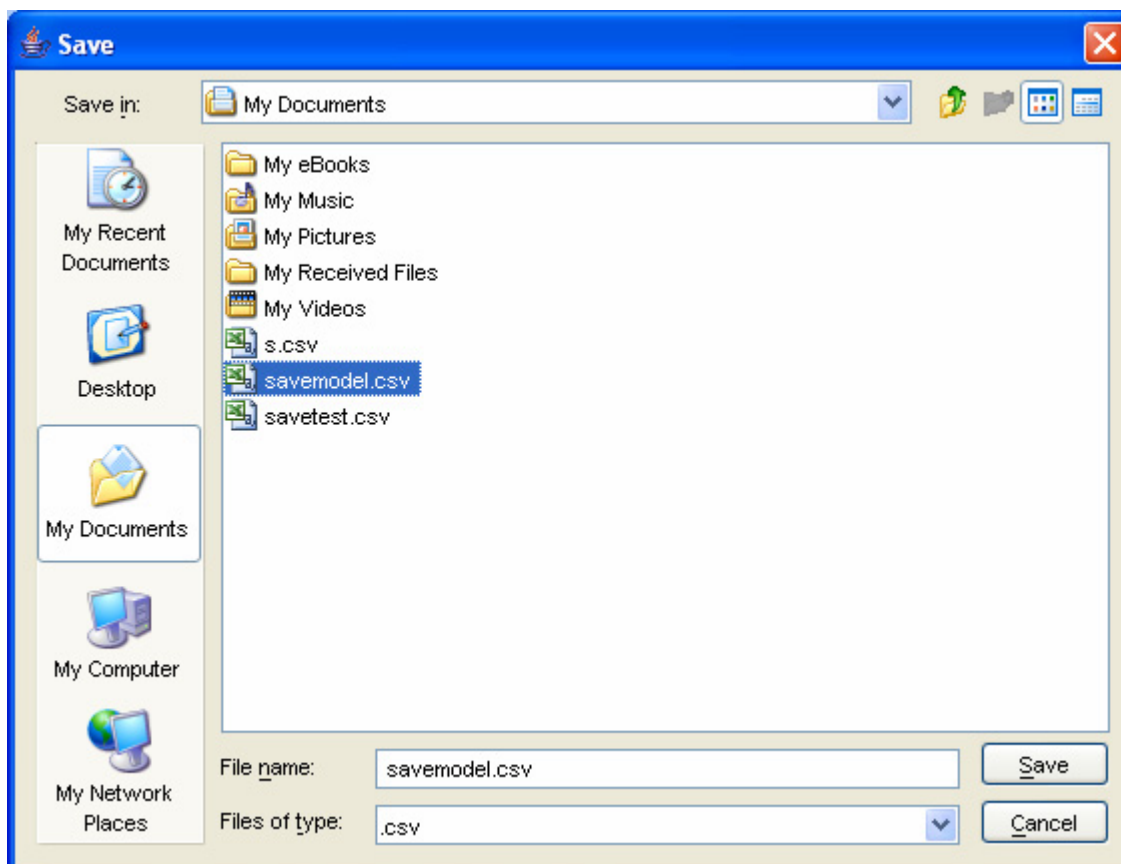 Save
Save in:
My Documents
My Recent
Documents
Desktop
My Documents
My Computer
My Network
Places
My eBooks
My Music
My Pictures
My Received Files
My Videos
s.csv
savemodel.csv
savetest.csv
File name:
savemodel.csv
Save
Files of type:
.csv
Cancel